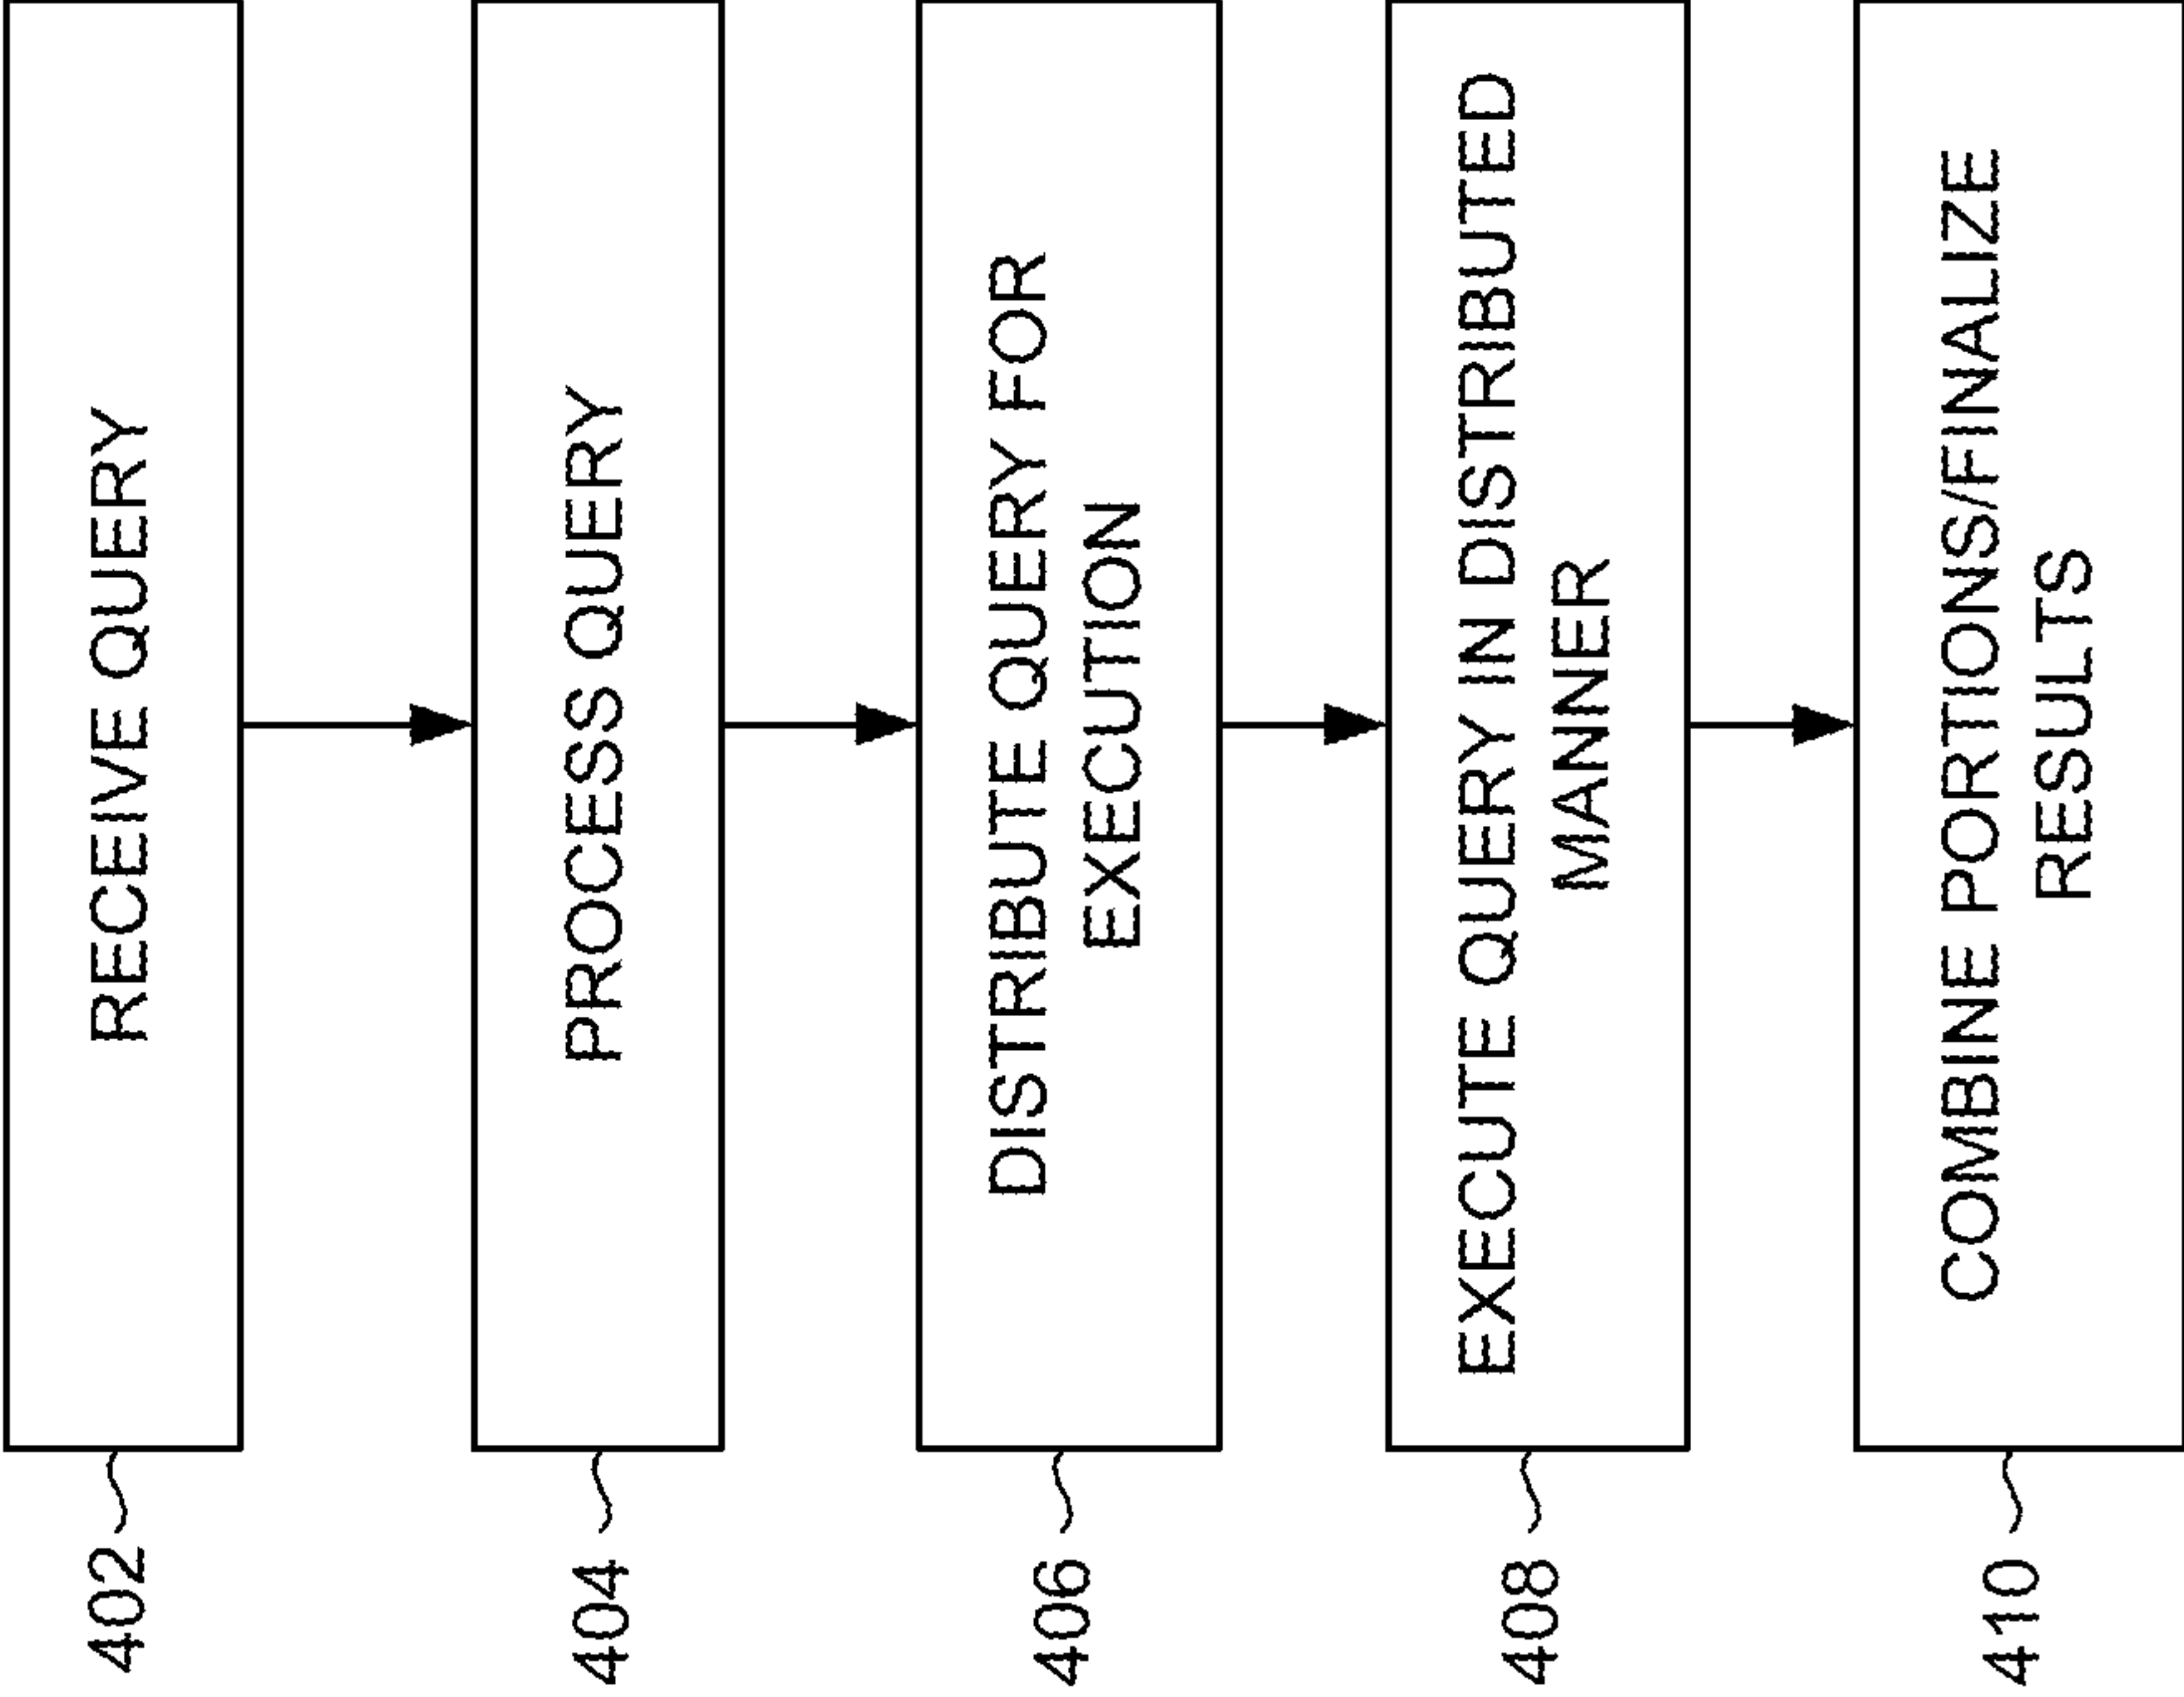 402
RECEIVE QUERY
404
PROCESS QUERY
406
DISTRIBUTE QUERY FOR
EXECUTION
408
EXECUTE QUERY IN DISTRIBUTED
MANNER
410
COMBINE PORTIONS/FINALIZE
RESULTS